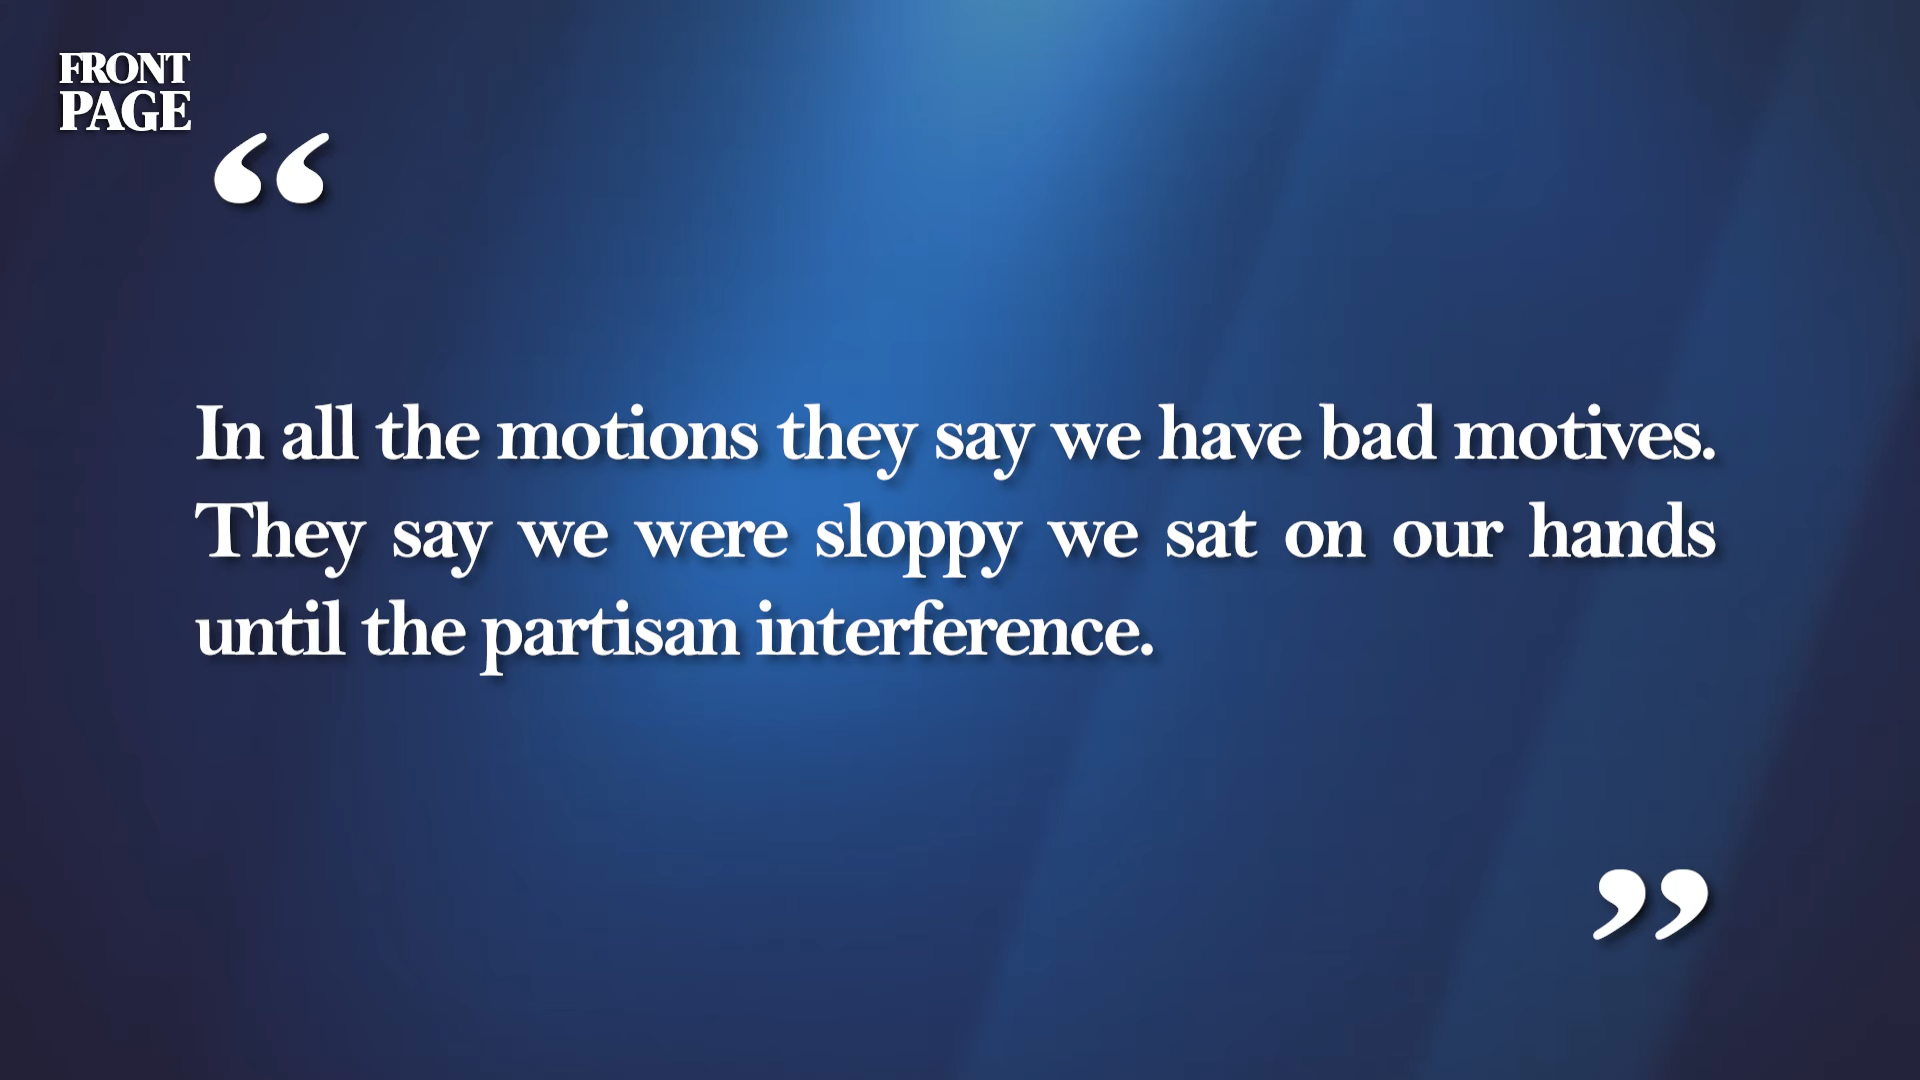 FRONT
PAGE
“
In all the motions they say we have bad motives.
They say we were sloppy we sat on our hands
until the partisan interference.
”